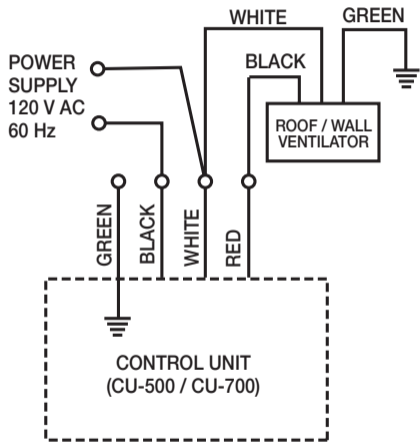 WHITE
GREEN
POWER
SUPPLY
120 V AC
60 Hz
BLACK
ROOF / WALL
VENTILATOR
GREEN
BLACK
WHITE
RED
CONTROL UNIT
(CU-500 / CU-700)